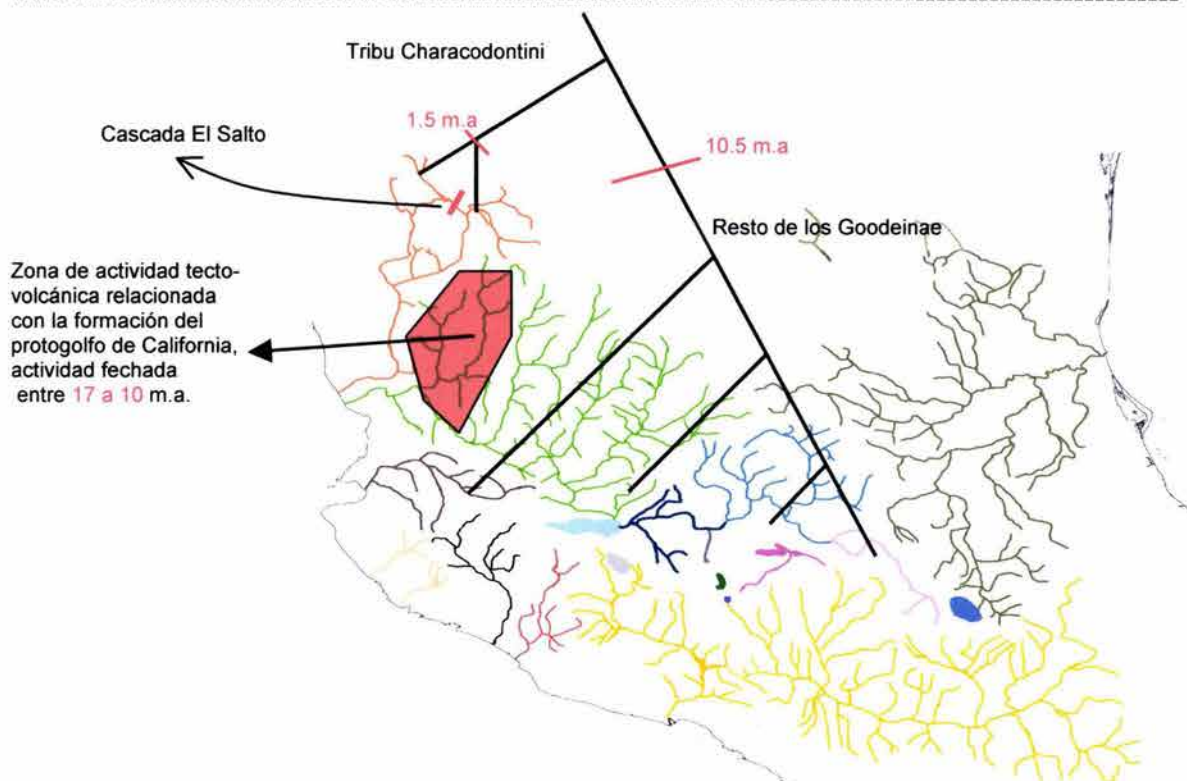 Tribu Characodontini
1.5 m.a
Cascada El Salto
10.5 m.a
Resto de los Goodeinae
Zona de actividad tecto-
volcánica relacionada
con la formación del
protogolfo de California,
actividad fechada
entre 17 a 10 m.a.